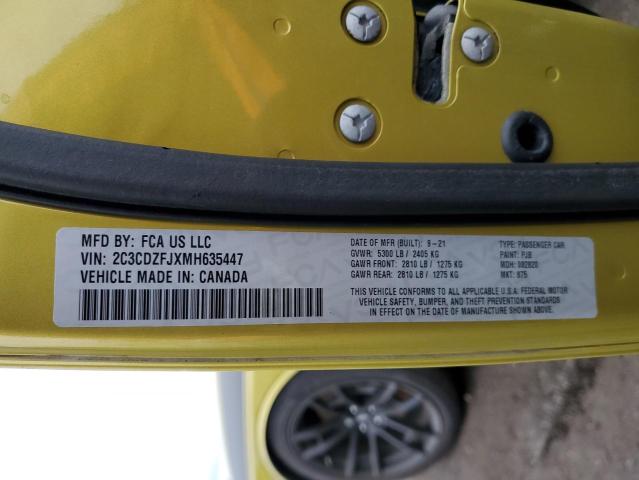 MFD BY: FCA US LLC
VIN: 2C3CDZFJXMH635447
VEHICLE MADE IN: CANADA
DATE OF MFR (BUILT): 9-21
GVWR: 5300 LB / 2405 KG
GAWR FRONT: 2810 LB / 1275 KG
GAWR REAR: 2810 LB / 1275 KG
TYPE: PASSENGER CAR
PAINT: PJB
MDH: 092820
MKT: 875
THIS VEHICLE CONFORMS TO ALL APPLICABLE U.S.A. FEDERAL MOTOR
VEHICLE SAFETY, BUMPER, AND THEFT PREVENTION STANDARDS
IN EFFECT ON THE DATE OF MANUFACTURE SHOWN ABOVE.